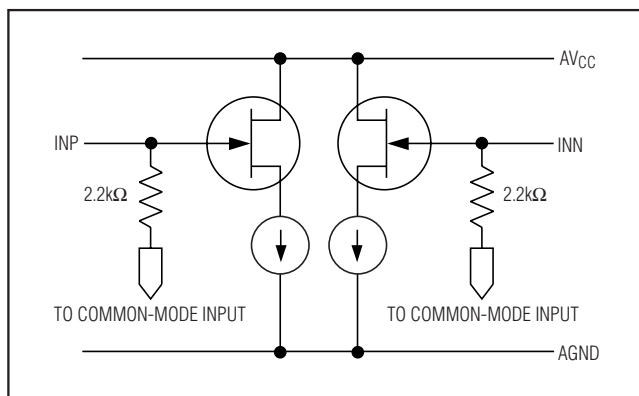 AVCC
INP
INN
2.2kΩ
2.2kΩ
TO COMMON-MODE INPUT
TO COMMON-MODE INPUT
AGND